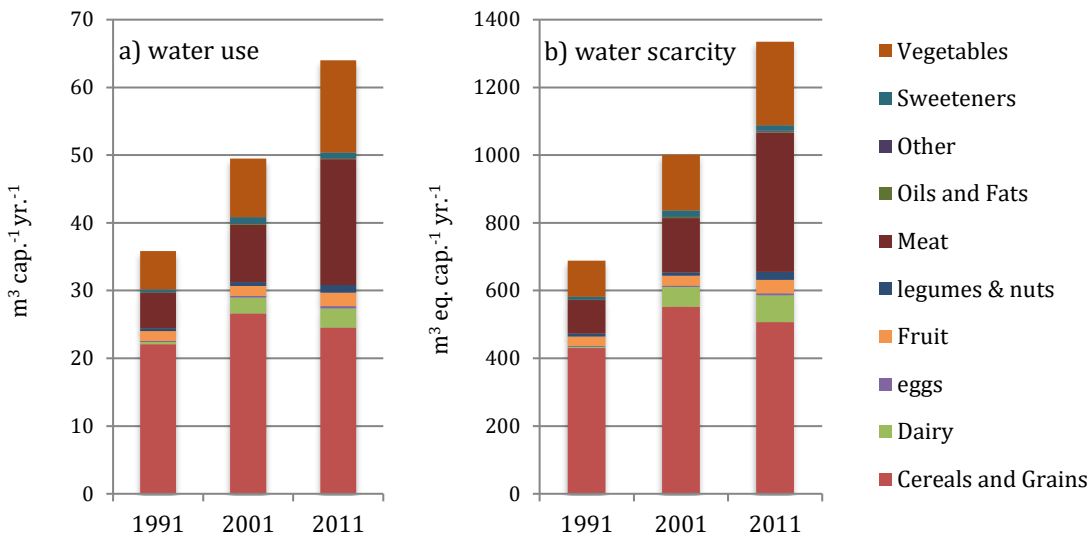 a) water use
m³ cap.⁻¹ yr.⁻¹
70
60
50
40
30
20
10
0
1991 2001 2011
b) water scarcity
m³ eq. cap.⁻¹ yr.⁻¹
1400
1200
1000
800
600
400
200
0
1991 2001 2011
Vegetables
Sweeteners
Other
Oils and Fats
Meat
legumes & nuts
Fruit
eggs
Dairy
Cereals and Grains